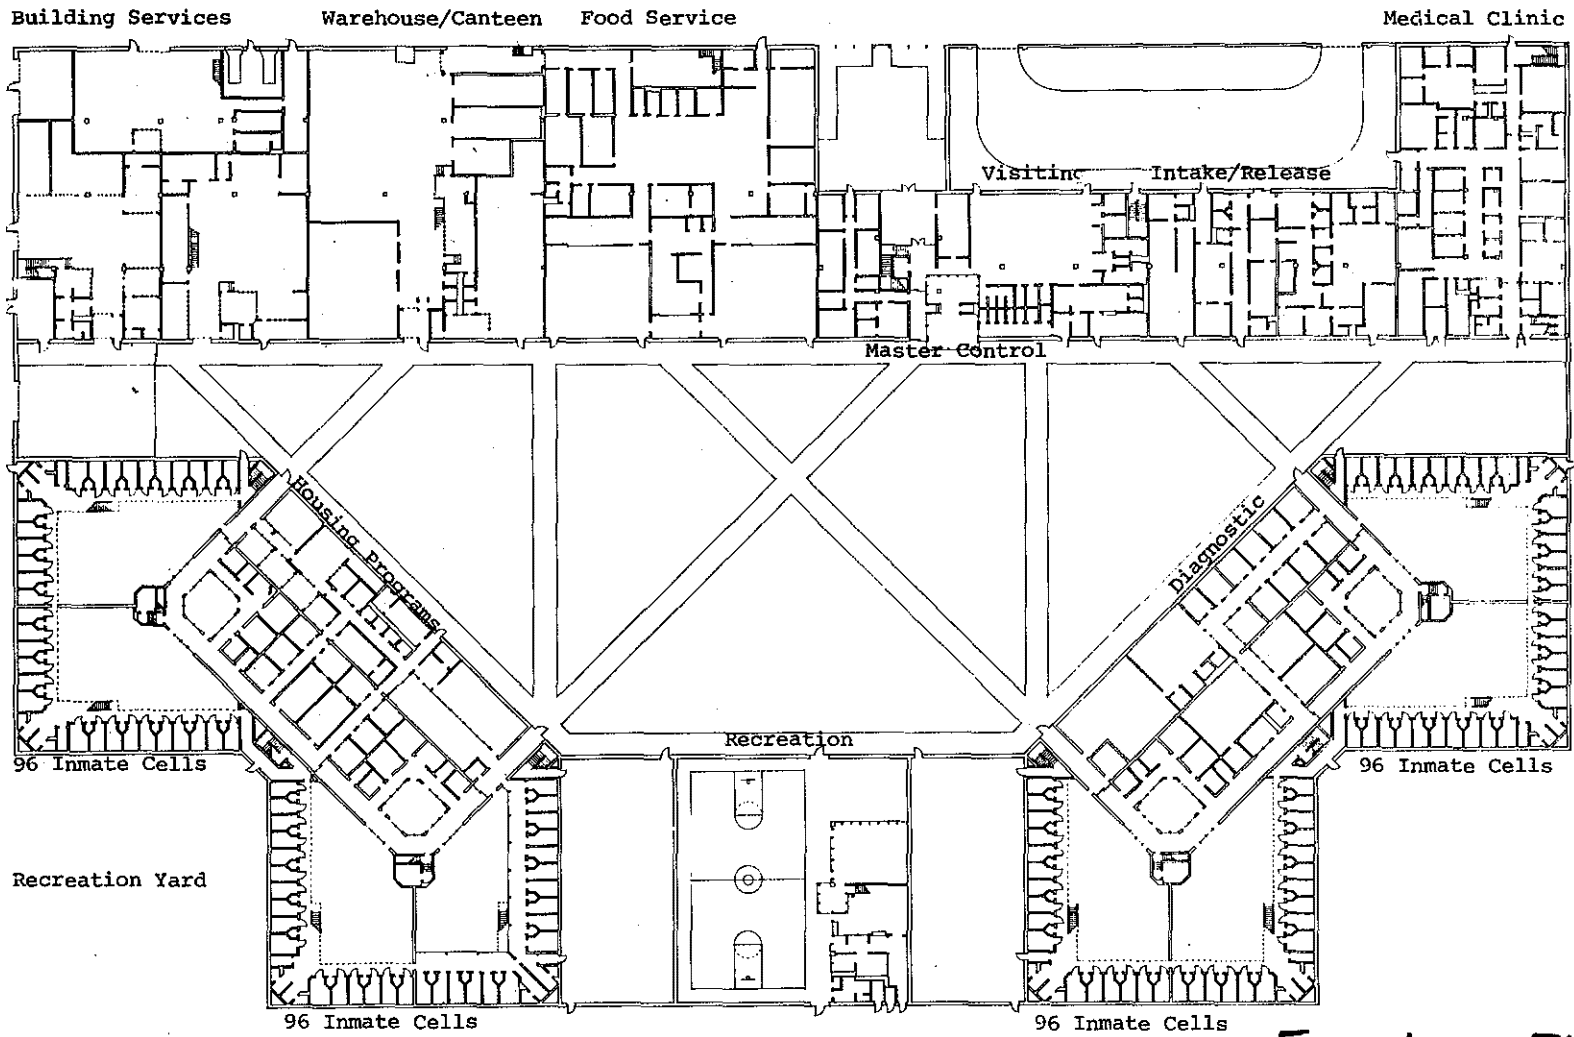 Building Services
Warehouse/Canteen
Food Service
Medical Clinic
Visiting
Intake/Release
Master Control
Housing Programs
Diagnostic
Recreation
96 Inmate Cells
96 Inmate Cells
Recreation Yard
96 Inmate Cells
96 Inmate Cells